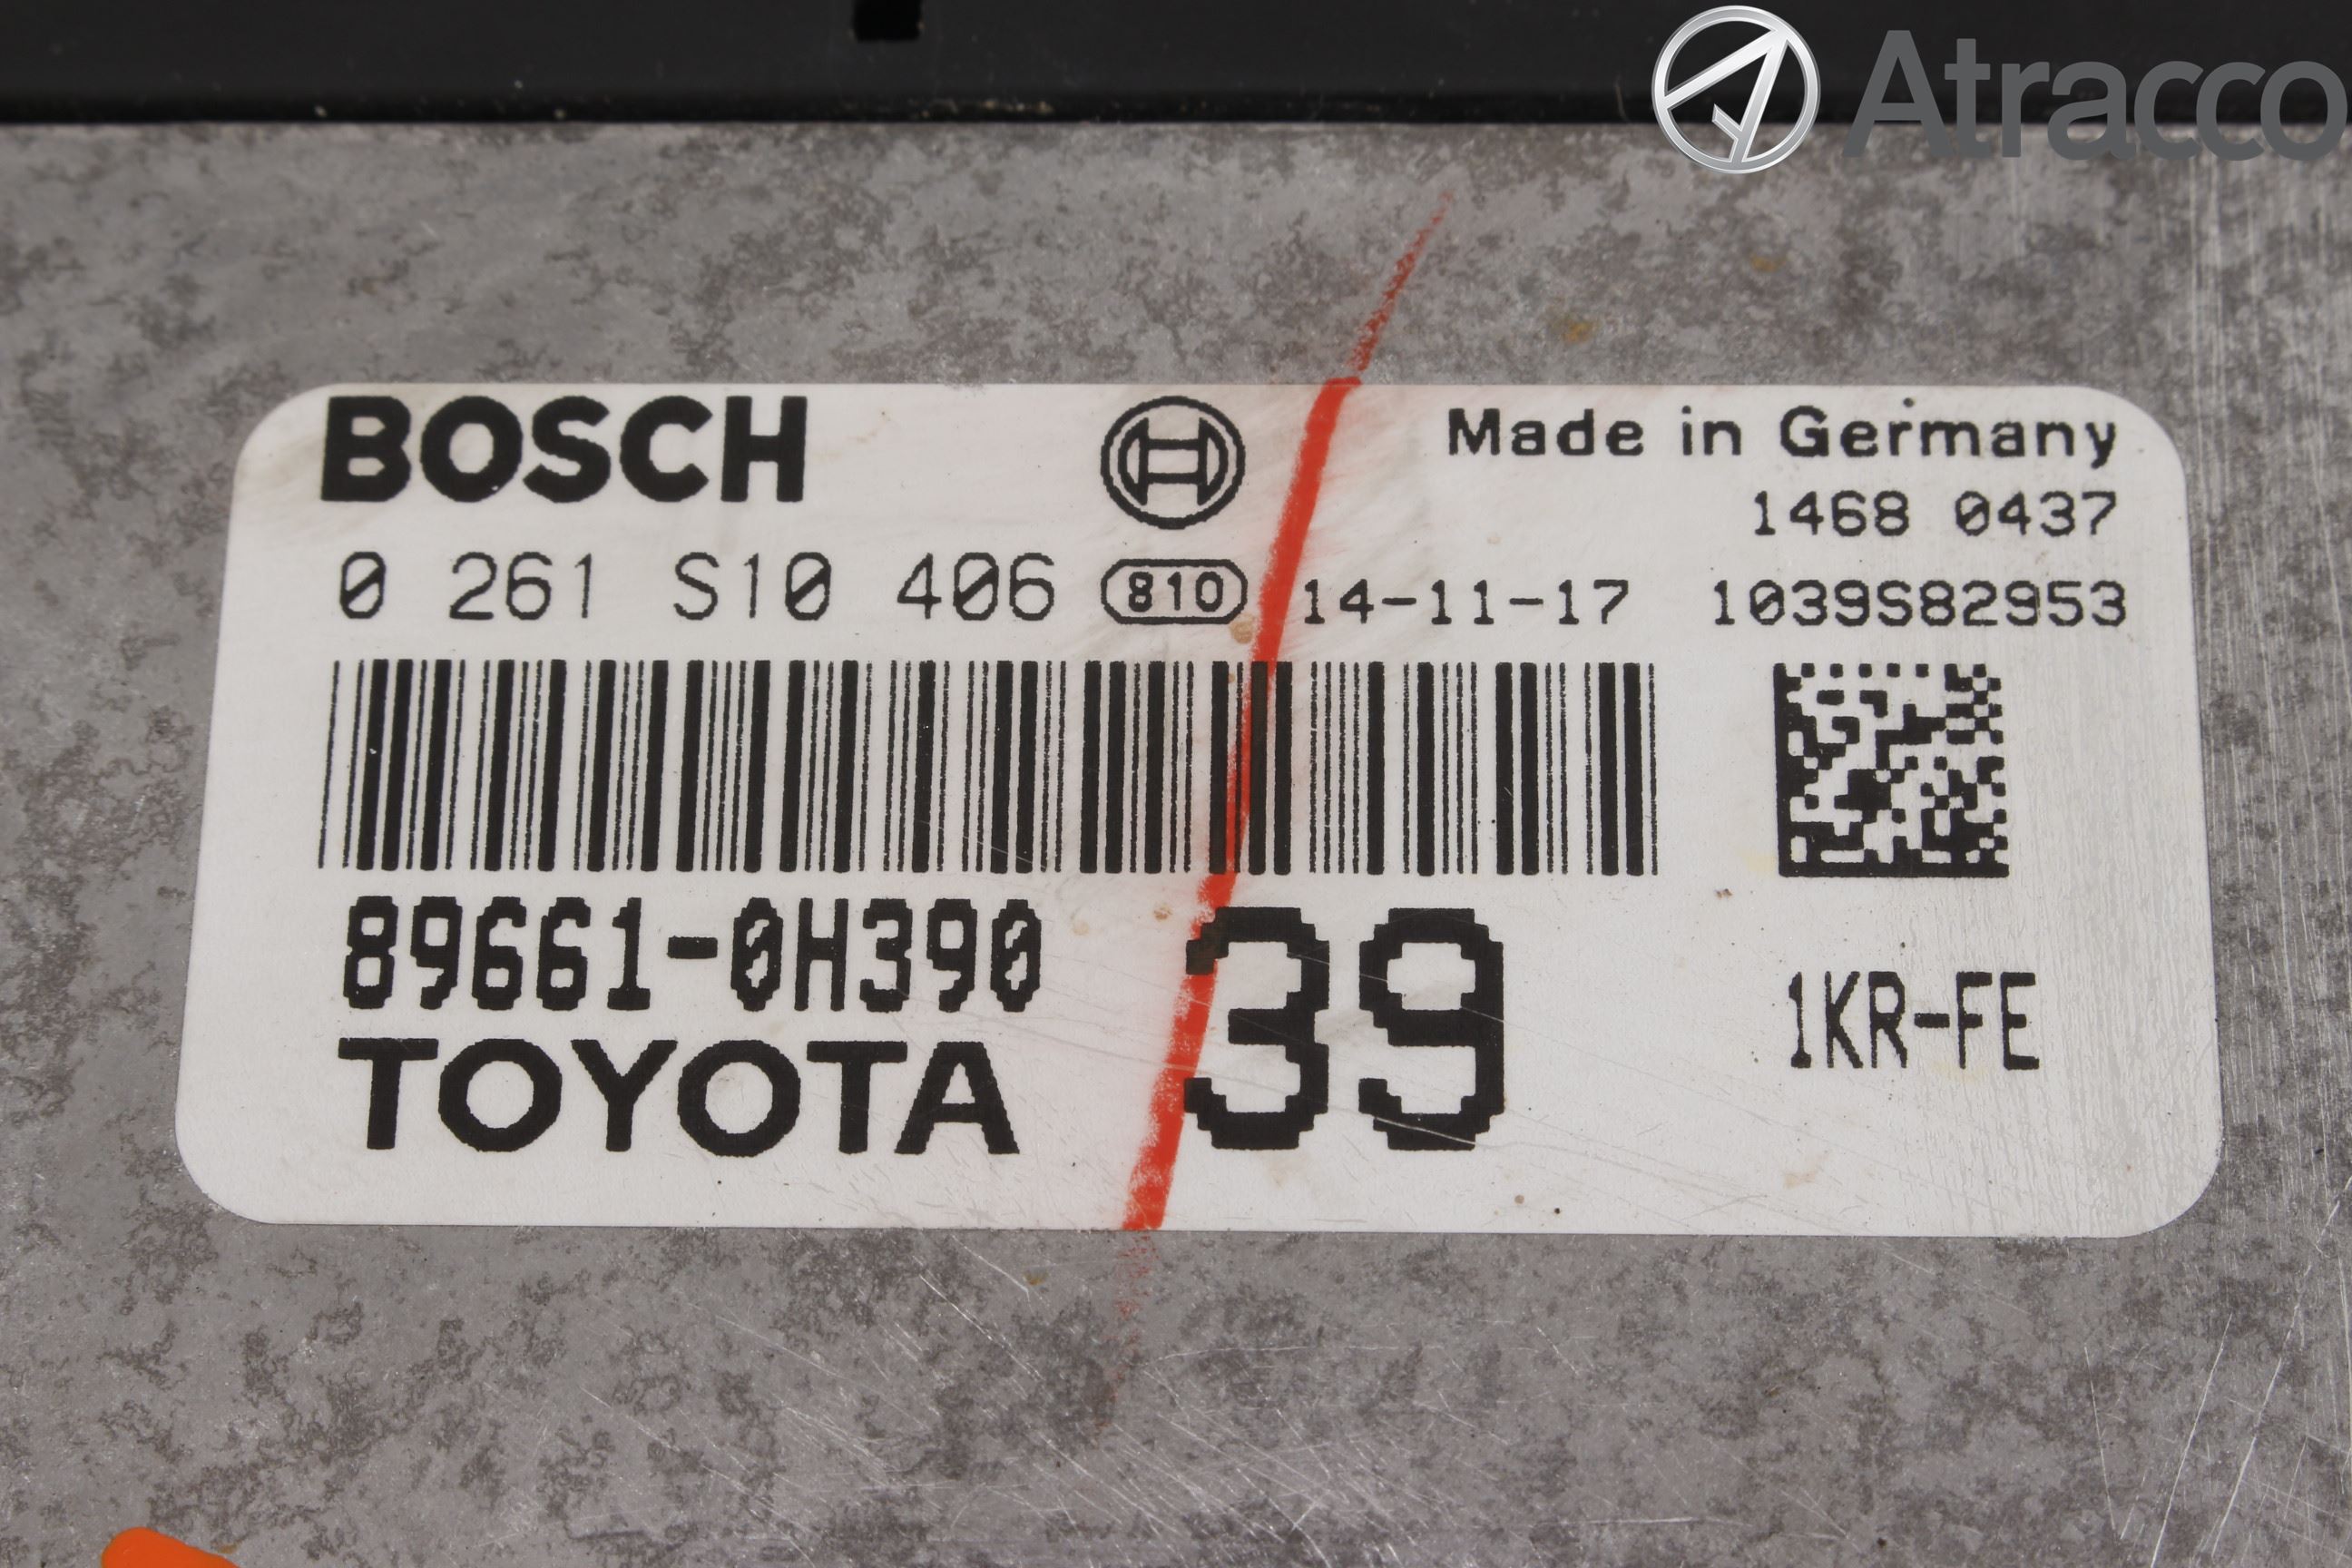 Atracco
BOSCH Made in Germany
1468 0437
0 261 S10 406 810 14-11-17 1039S82953
89661-0H390 39 1KR-FE
TOYOTA